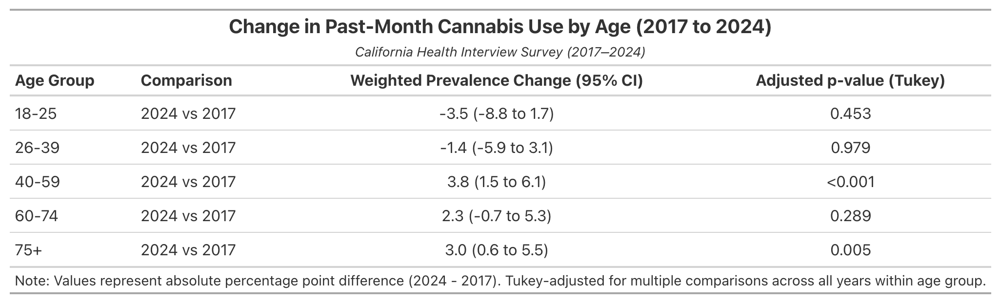 Change in Past-Month Cannabis Use by Age (2017 to 2024)
California Health Interview Survey (2017–2024)
Age Group Comparison Weighted Prevalence Change (95% CI) Adjusted p-value (Tukey)
18-25 2024 vs 2017 -3.5 (-8.8 to 1.7) 0.453
26-39 2024 vs 2017 -1.4 (-5.9 to 3.1) 0.979
40-59 2024 vs 2017 3.8 (1.5 to 6.1) <0.001
60-74 2024 vs 2017 2.3 (-0.7 to 5.3) 0.289
75+ 2024 vs 2017 3.0 (0.6 to 5.5) 0.005
Note: Values represent absolute percentage point difference (2024 - 2017). Tukey-adjusted for multiple comparisons across all years within age group.